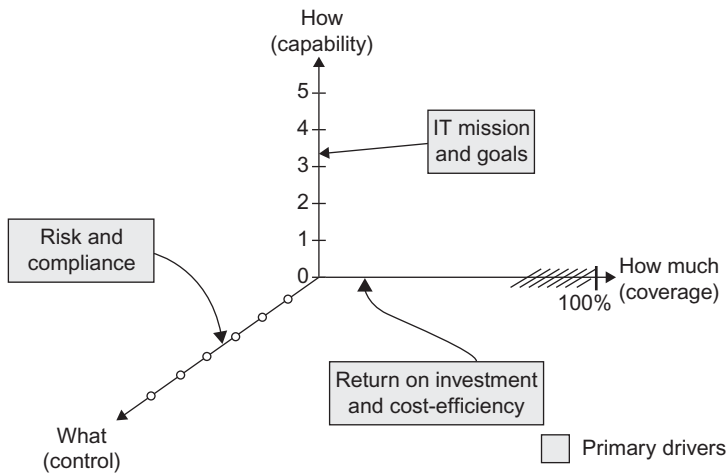 How
(capability)
5
4
3
2
1
0
IT mission
and goals
Risk and
compliance
How much
(coverage)
100%
Return on investment
and cost-efficiency
What
(control)
Primary drivers